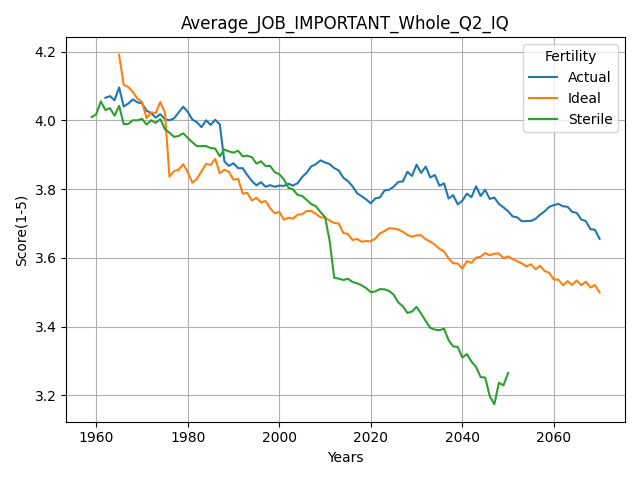 Average_JOB_IMPORTANT_Whole_Q2_IQ
Score(1-5)
4.2
4.0
3.8
3.6
3.4
3.2
Fertility
Actual
Ideal
Sterile
1960
1980
2000
2020
2040
2060
Years